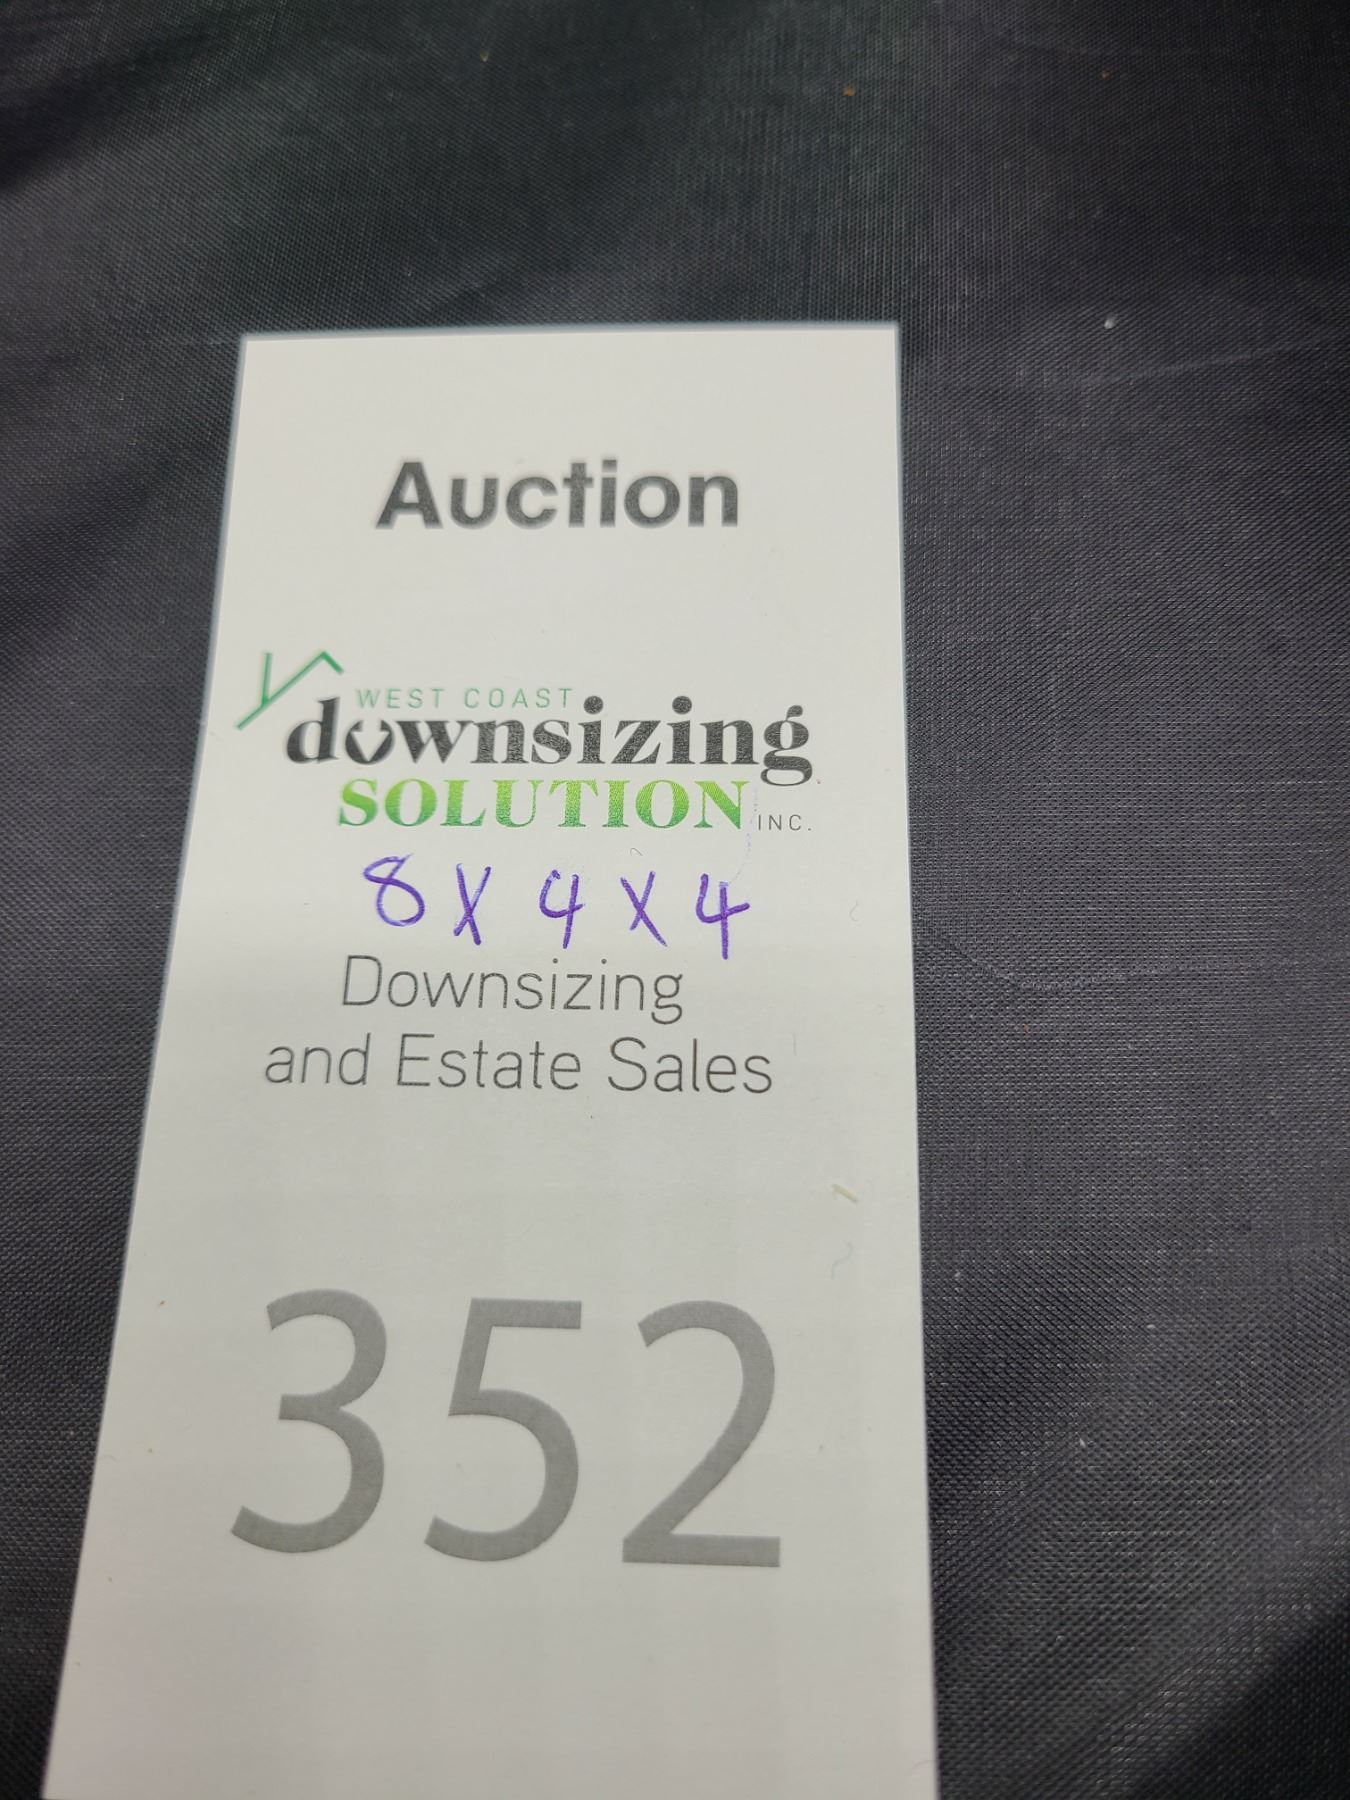 Auction
WEST COAST
downsizing
SOLUTION INC.
8 X 4 X 4
Downsizing
and Estate Sales
352